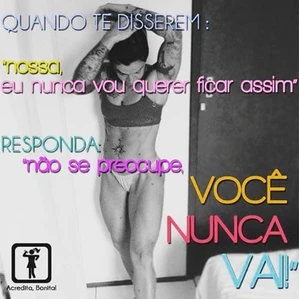 QUANDO TE DISSEREM :
"nossa,
eu nunca vou querer ficar assim"
RESPONDA:
"não se preocupe,
VOCÊ
NUNCA
VAI!"
Acredita, Bonita!